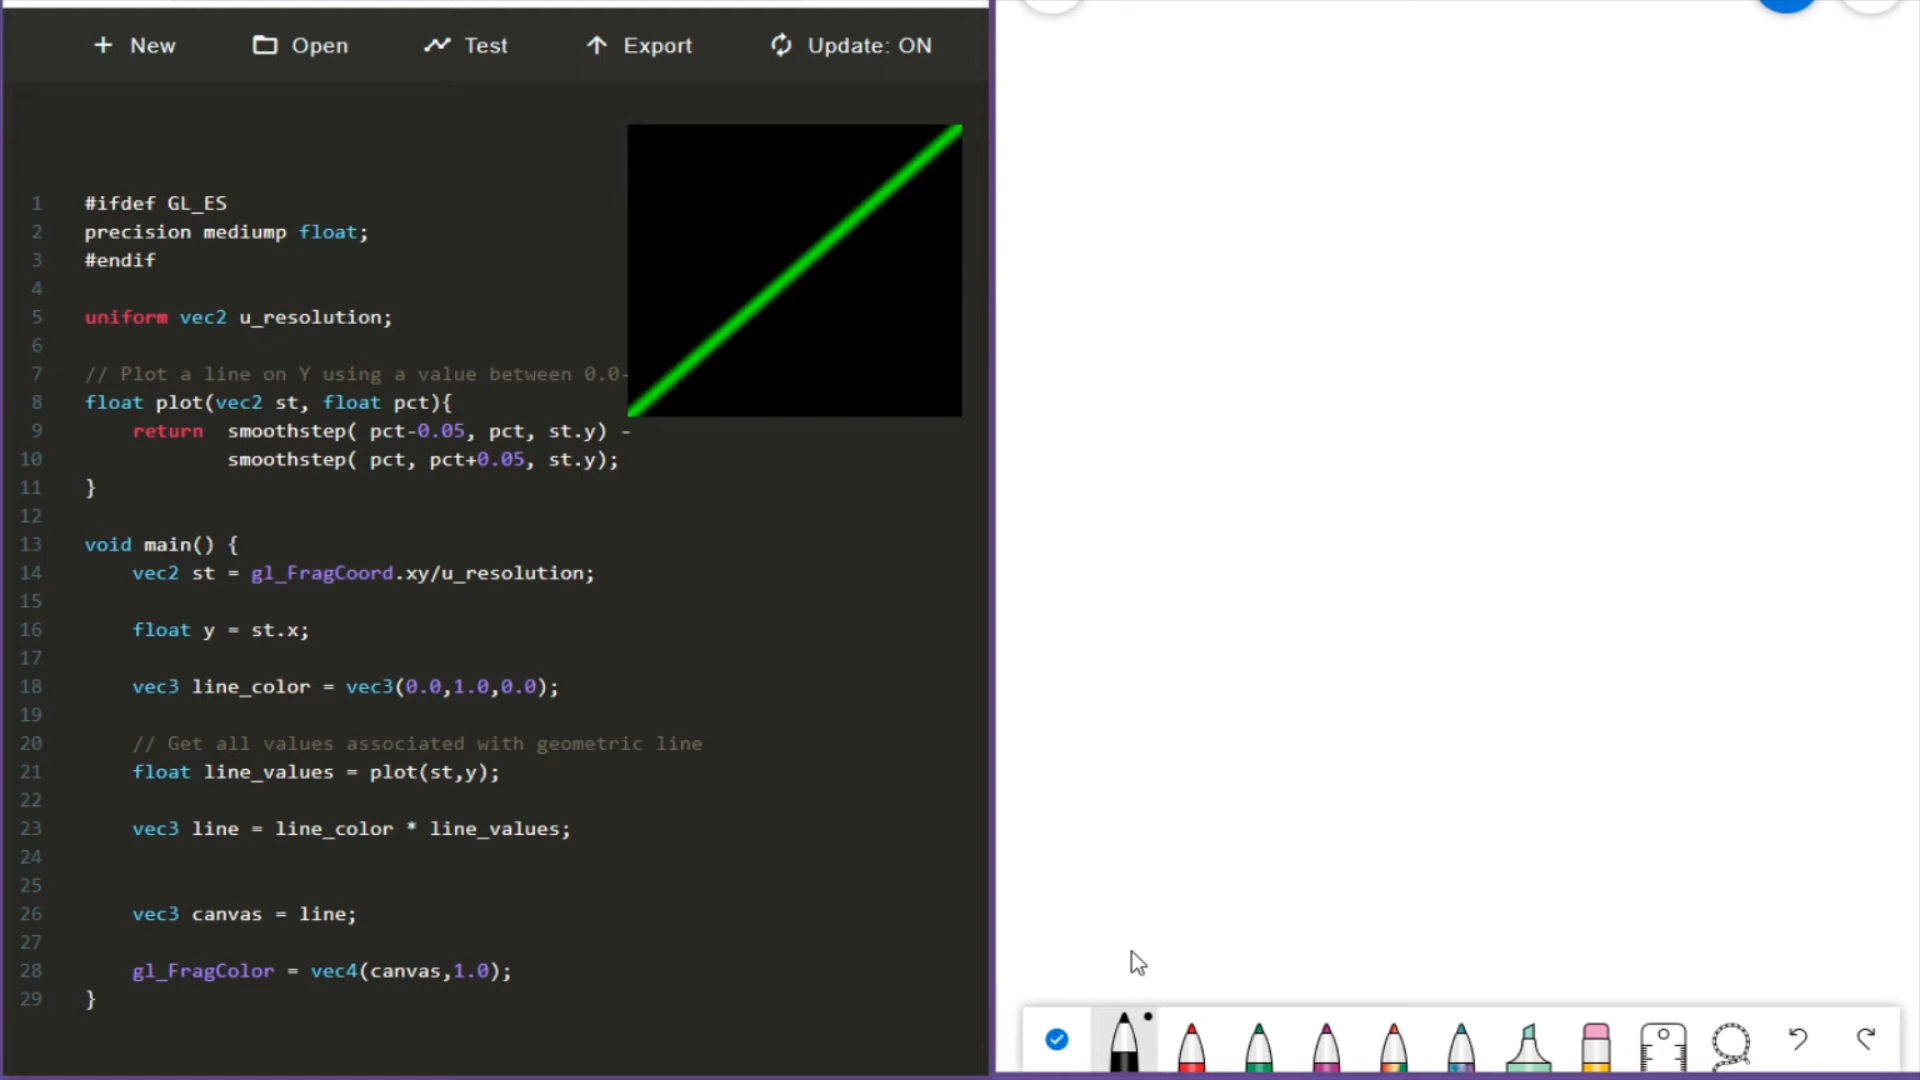 New Open Test Export Update: ON
1 #ifdef GL_ES
2 precision mediump float;
3 #endif
4
5 uniform vec2 u_resolution;
6
7 // Plot a line on Y using a value between 0.0-
8 float plot(vec2 st, float pct){
9 return smoothstep( pct-0.05, pct, st.y) -
10 smoothstep( pct, pct+0.05, st.y);
11 }
12
13 void main() {
14 vec2 st = gl_FragCoord.xy/u_resolution;
15
16 float y = st.x;
17
18 vec3 line_color = vec3(0.0,1.0,0.0);
19
20 // Get all values associated with geometric line
21 float line_values = plot(st,y);
22
23 vec3 line = line_color * line_values;
24
25
26 vec3 canvas = line;
27
28 gl_FragColor = vec4(canvas,1.0);
29 }